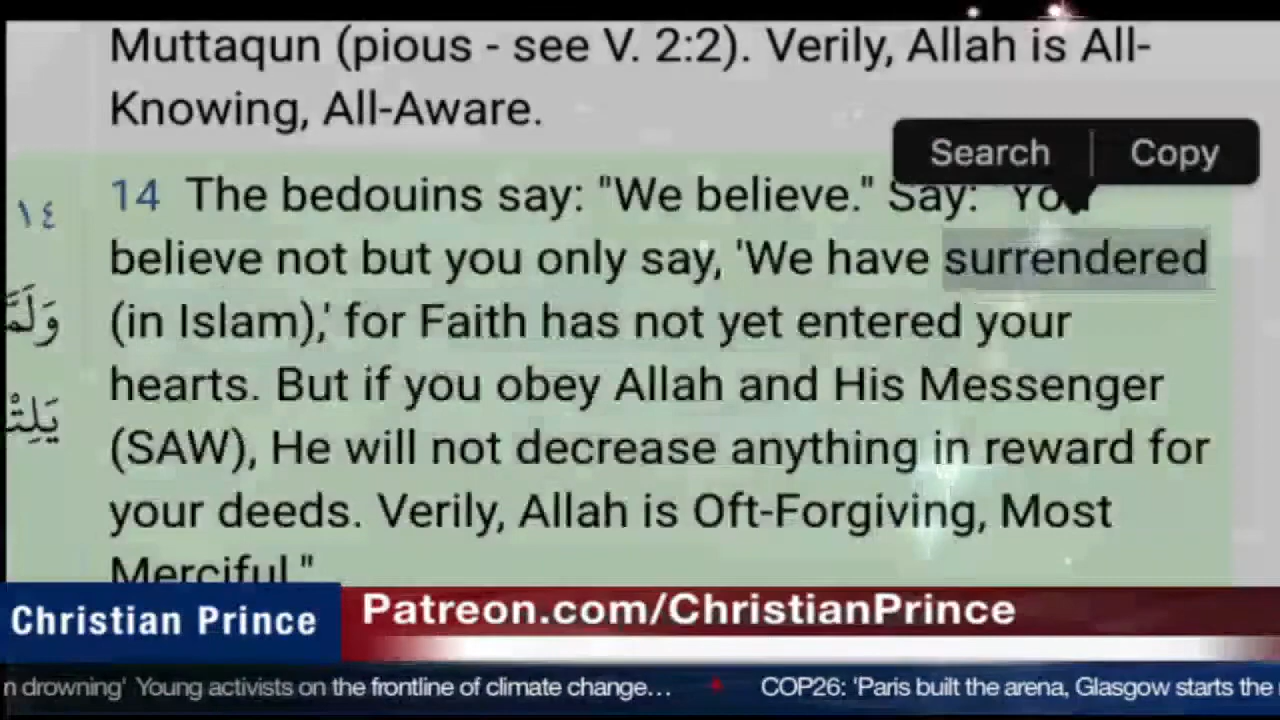 Muttaqun (pious - see V. 2:2). Verily, Allah is All-
Knowing, All-Aware.
Search | Copy
14 The bedouins say: "We believe." Say: "You
١٤
believe not but you only say, 'We have surrendered
(in Islam),' for Faith has not yet entered your
وَلَمَّ
hearts. But if you obey Allah and His Messenger
(SAW), He will not decrease anything in reward for
يَلِتْ
your deeds. Verily, Allah is Oft-Forgiving, Most
Merciful."
Christian Prince
Patreon.com/ChristianPrince
n drowning' Young activists on the frontline of climate change...
COP26: 'Paris built the arena, Glasgow starts the